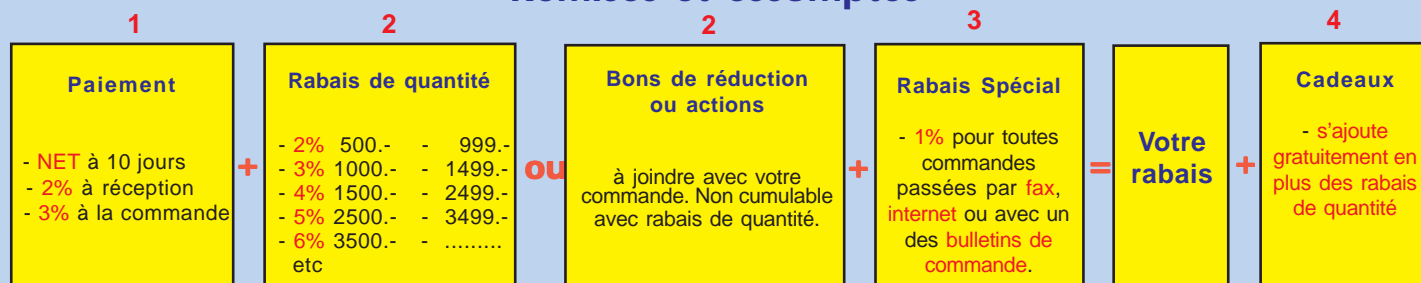 1
Paiement
- NET à 10 jours
- 2% à réception
- 3% à la commande
+
2
Rabais de quantité
- 2% 500.- - 999.-
- 3% 1000.- - 1499.-
- 4% 1500.- - 2499.-
- 5% 2500.- - 3499.-
- 6% 3500.- - .........
etc
ou
2
Bons de réduction
ou actions
à joindre avec votre
commande. Non cumulable
avec rabais de quantité.
+
3
Rabais Spécial
- 1% pour toutes
commandes
passées par fax,
internet ou avec un
des bulletins de
commande.
=
Votre
rabais
+
4
Cadeaux
- s'ajoute
gratuitement en
plus des rabais
de quantité